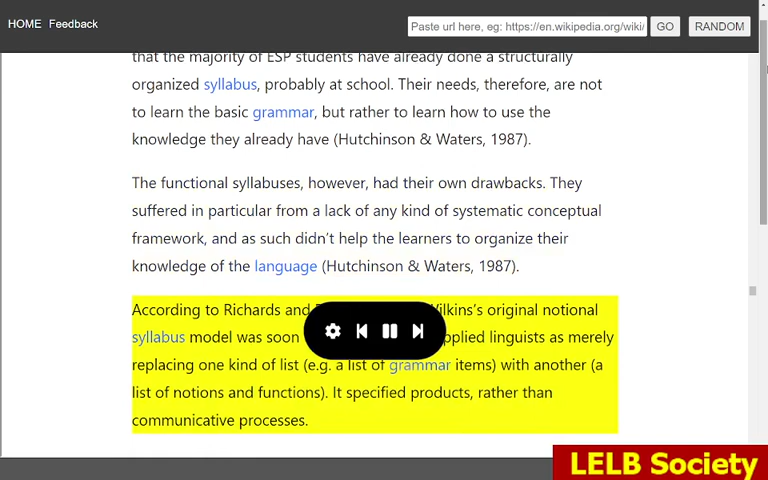 HOME Feedback
Paste url here, eg: https://en.wikipedia.org/wiki/
GO
RANDOM
that the majority of ESP students have already done a structurally
organized syllabus, probably at school. Their needs, therefore, are not
to learn the basic grammar, but rather to learn how to use the
knowledge they already have (Hutchinson & Waters, 1987).
The functional syllabuses, however, had their own drawbacks. They
suffered in particular from a lack of any kind of systematic conceptual
framework, and as such didn't help the learners to organize their
knowledge of the language (Hutchinson & Waters, 1987).
According to Richards and Wilkins's original notional
syllabus model was soon applied linguists as merely
replacing one kind of list (e.g. a list of grammar items) with another (a
list of notions and functions). It specified products, rather than
communicative processes.
LELB Society